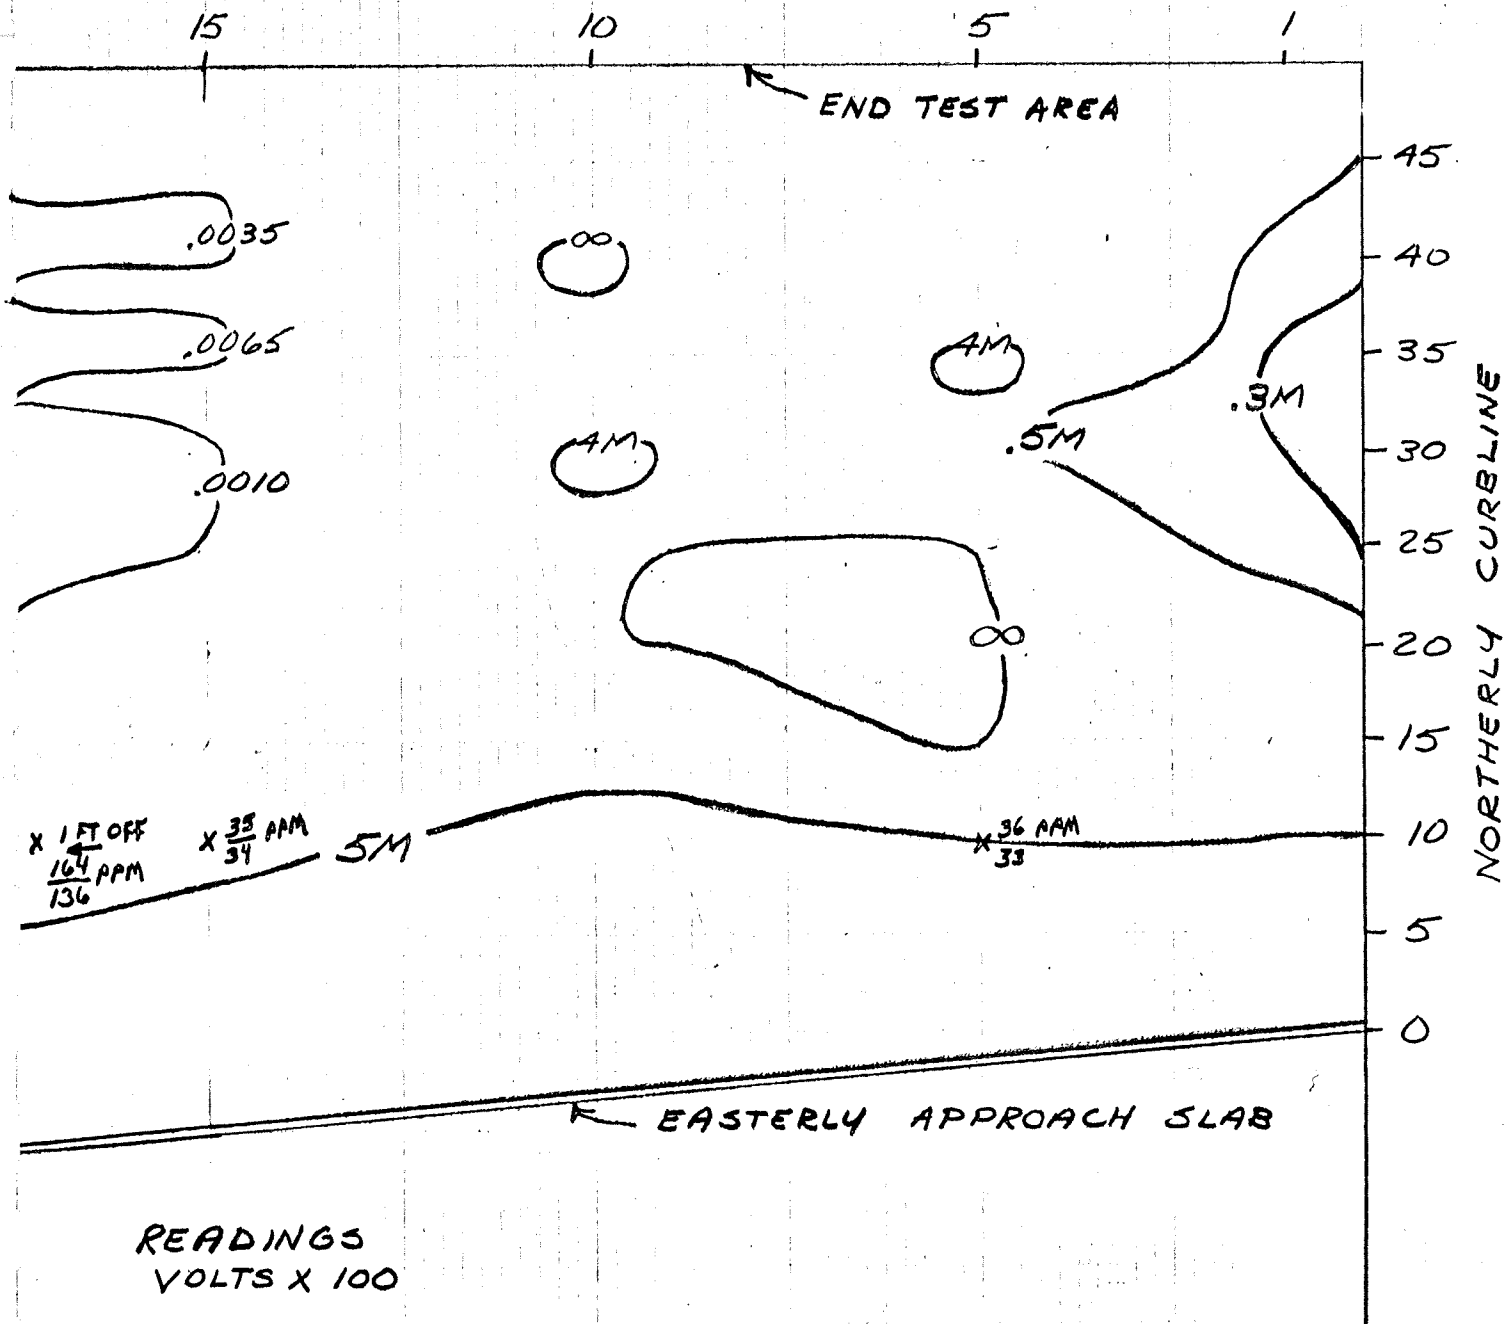 15 10 5 1
END TEST AREA
45
.0035
∞
40
.0065
4M
35
.3M
4M
.5M
30
.0010
25
∞
20
15
X 1 FT OFF
164
136 PPM
X 35 PPM
34
5M
X 36 PPM
33
10
5
0
NORTHERLY CURBLINE
EASTERLY APPROACH SLAB
READINGS
VOLTS X 100